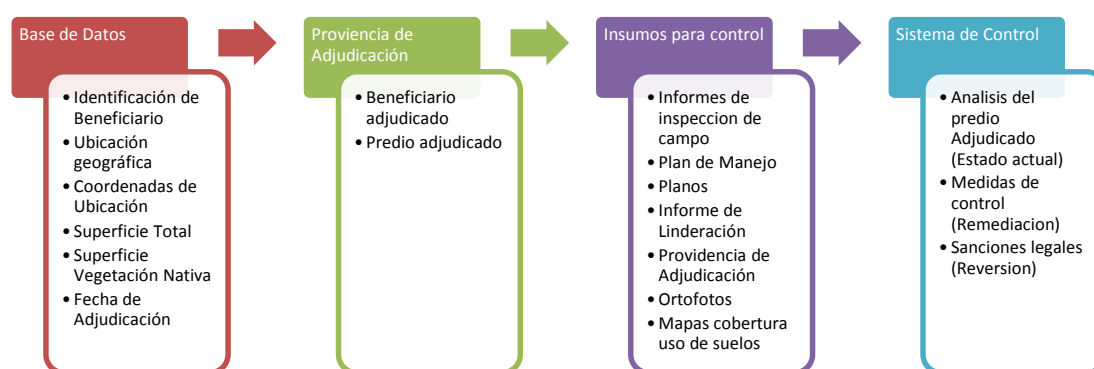 Base de Datos
• Identificación de
Beneficiario
• Ubicación
geográfica
• Coordenadas de
Ubicación
• Superficie Total
• Superficie
Vegetación Nativa
• Fecha de
Adjudicación
Proviencia de
Adjudicación
• Beneficiario
adjudicado
• Predio adjudicado
Insumos para control
• Informes de
inspeccion de
campo
• Plan de Manejo
• Planos
• Informe de
Linderación
• Providencia de
Adjudicación
• Ortofotos
• Mapas cobertura
uso de suelos
Sistema de Control
• Analisis del
predio
Adjudicado
(Estado actual)
• Medidas de
control
(Remediacion)
• Sanciones legales
(Reversion)